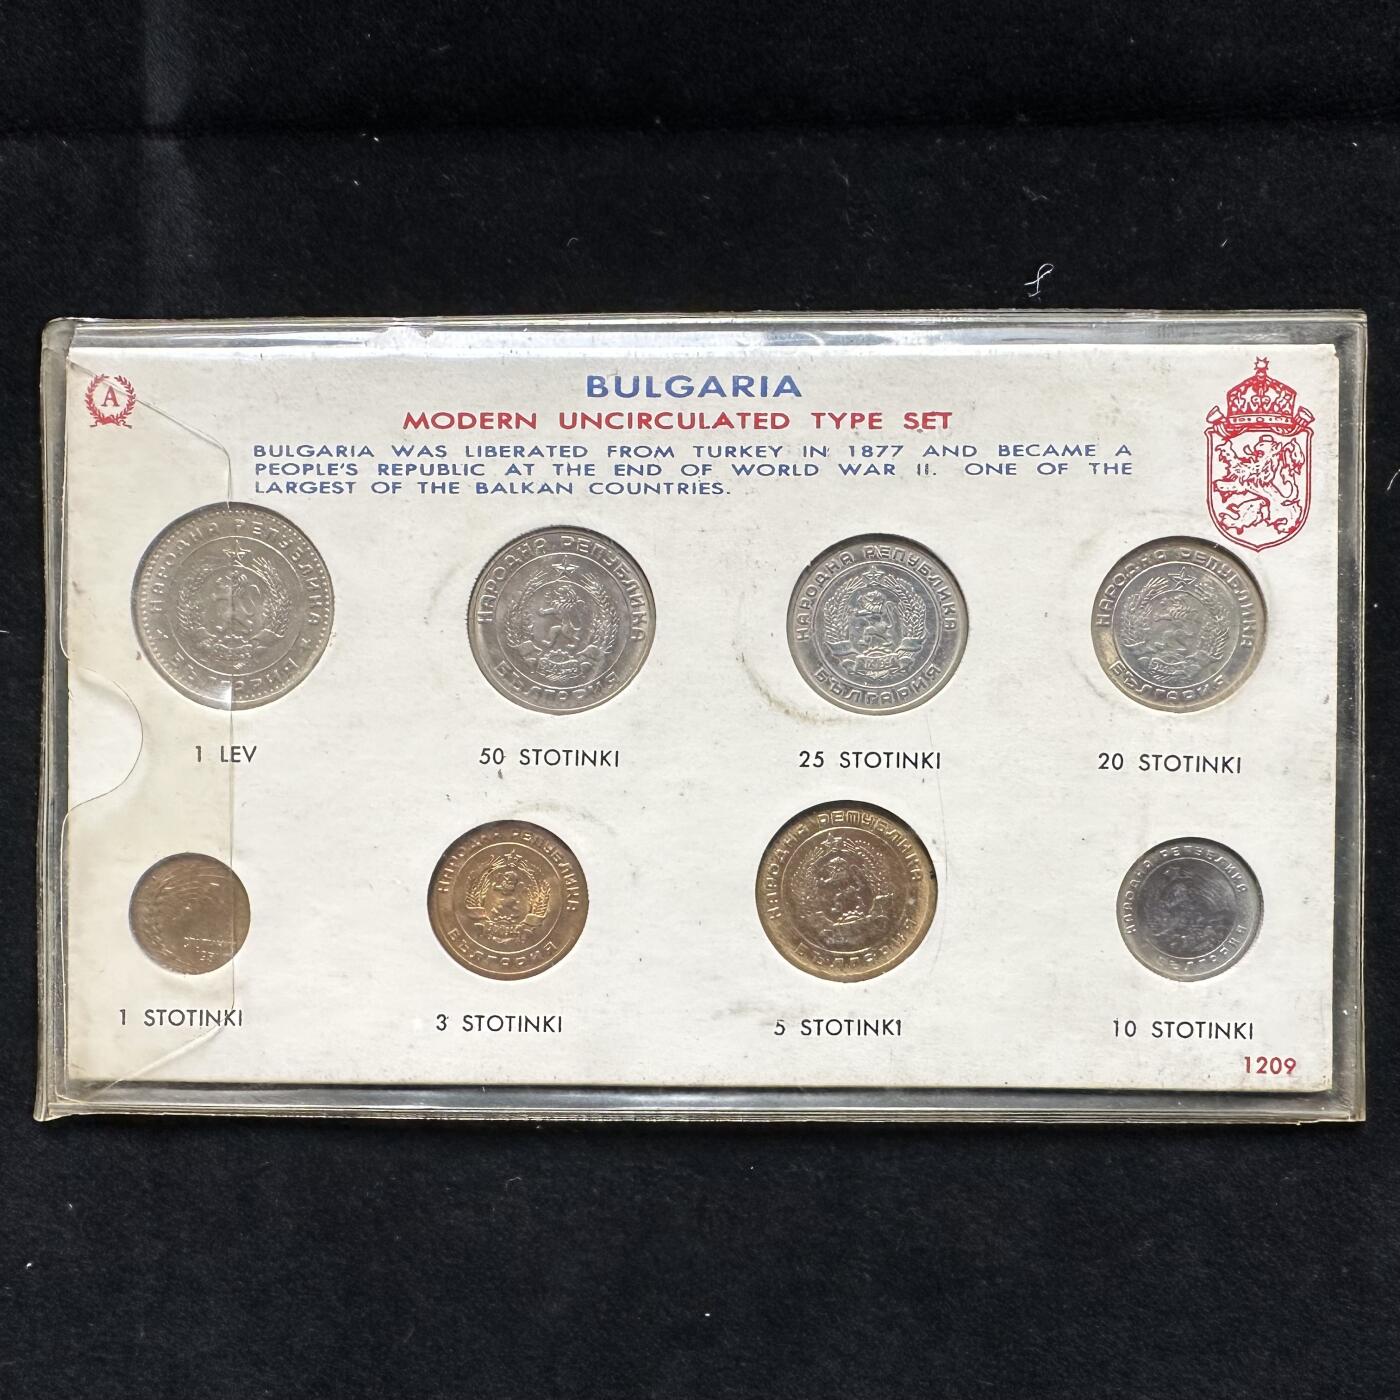 A
BULGARIA
MODERN UNCIRCULATED TYPE SET
BULGARIA WAS LIBERATED FROM TURKEY IN 1877 AND BECAME A
PEOPLE'S REPUBLIC AT THE END OF WORLD WAR II. ONE OF THE
LARGEST OF THE BALKAN COUNTRIES.
НАРОДНА РЕПУБЛИКА БЪЛГАРИЯ
НАРОДНА РЕПУБЛИКА БЪЛГАРИЯ
НАРОДНА РЕПУБЛИКА БЪЛГАРИЯ
НАРОДНА РЕПУБЛИКА БЪЛГАРИЯ
1 LEV
50 STOTINKI
25 STOTINKI
20 STOTINKI
НАРОДНА РЕПУБЛИКА БЪЛГАРИЯ
НАРОДНА РЕПУБЛИКА БЪЛГАРИЯ
НАРОДНА РЕПУБЛИКА БЪЛГАРИЯ
1 STOTINKI
3 STOTINKI
5 STOTINKI
10 STOTINKI
1209